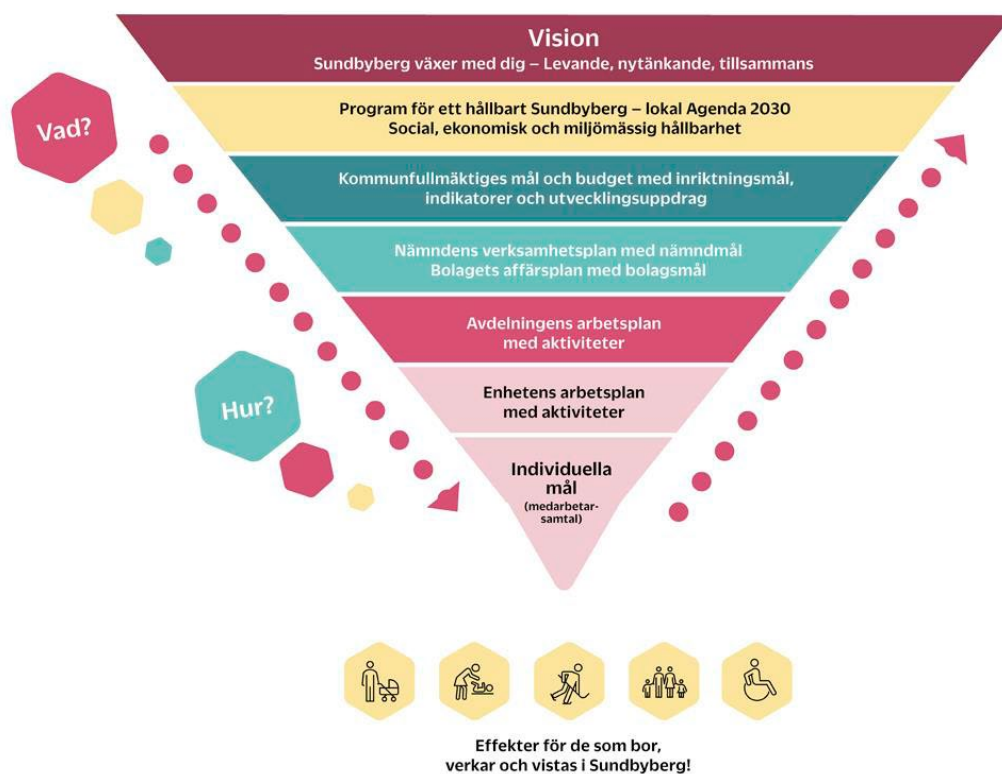 Vision
Sundbyberg växer med dig – Levande, nytänkande, tillsammans
Vad?
Program för ett hållbart Sundbyberg – lokal Agenda 2030
Social, ekonomisk och miljömässig hållbarhet
Kommunfullmäktiges mål och budget med inriktningsmål,
indikatorer och utvecklingsuppdrag
Nämndens verksamhetsplan med nämndmål
Bolagets affärsplan med bolagsmål
Avdelningens arbetsplan
med aktiviteter
Hur?
Enhetens arbetsplan
med aktiviteter
Individuella
mål
(medarbetar-
samtal)
Effekter för de som bor,
verkar och vistas i Sundbyberg!